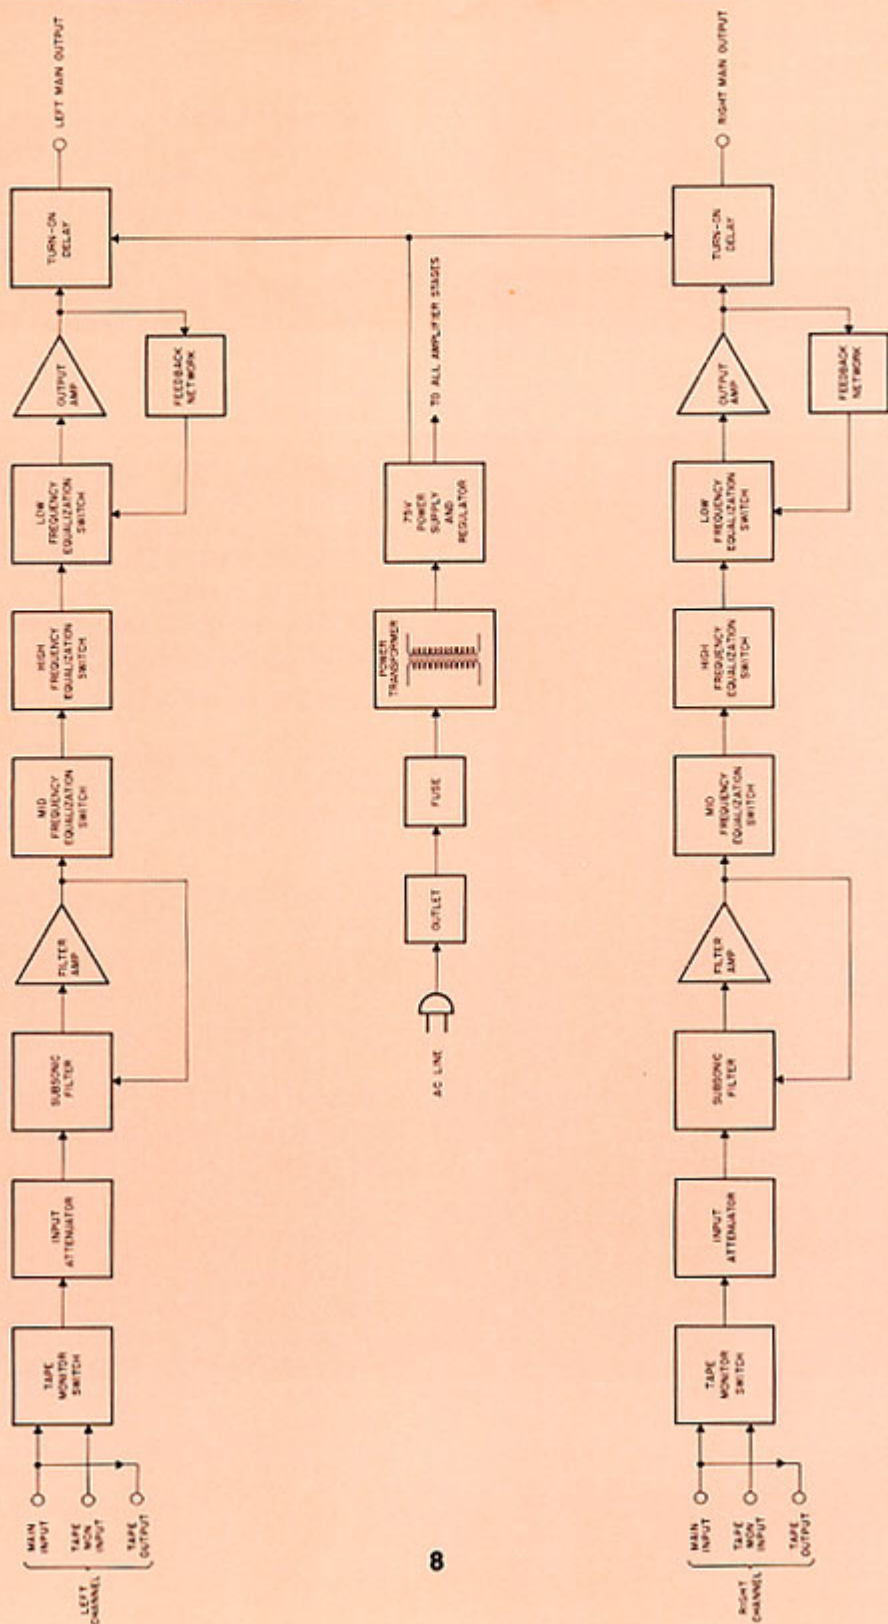 LEFT
CHANNEL
MAIN
INPUT
TAPE
MON
INPUT
TAPE
OUTPUT
TAPE
MONITOR
SWITCH
INPUT
ATTENUATOR
SUBSONIC
FILTER
FILTER
AMP
MID
FREQUENCY
EQUALIZATION
SWITCH
HIGH
FREQUENCY
EQUALIZATION
SWITCH
LOW
FREQUENCY
EQUALIZATION
SWITCH
OUTPUT
AMP
FEEDBACK
NETWORK
TURN-ON
DELAY
LEFT MAIN OUTPUT
AC LINE
OUTLET
FUSE
POWER
TRANSFORMER
75V
POWER
SUPPLY
AND
REGULATOR
TO ALL AMPLIFIER STAGES
RIGHT
CHANNEL
MAIN
INPUT
TAPE
MON
INPUT
TAPE
OUTPUT
TAPE
MONITOR
SWITCH
INPUT
ATTENUATOR
SUBSONIC
FILTER
FILTER
AMP
MID
FREQUENCY
EQUALIZATION
SWITCH
HIGH
FREQUENCY
EQUALIZATION
SWITCH
LOW
FREQUENCY
EQUALIZATION
SWITCH
OUTPUT
AMP
FEEDBACK
NETWORK
TURN-ON
DELAY
RIGHT MAIN OUTPUT
8